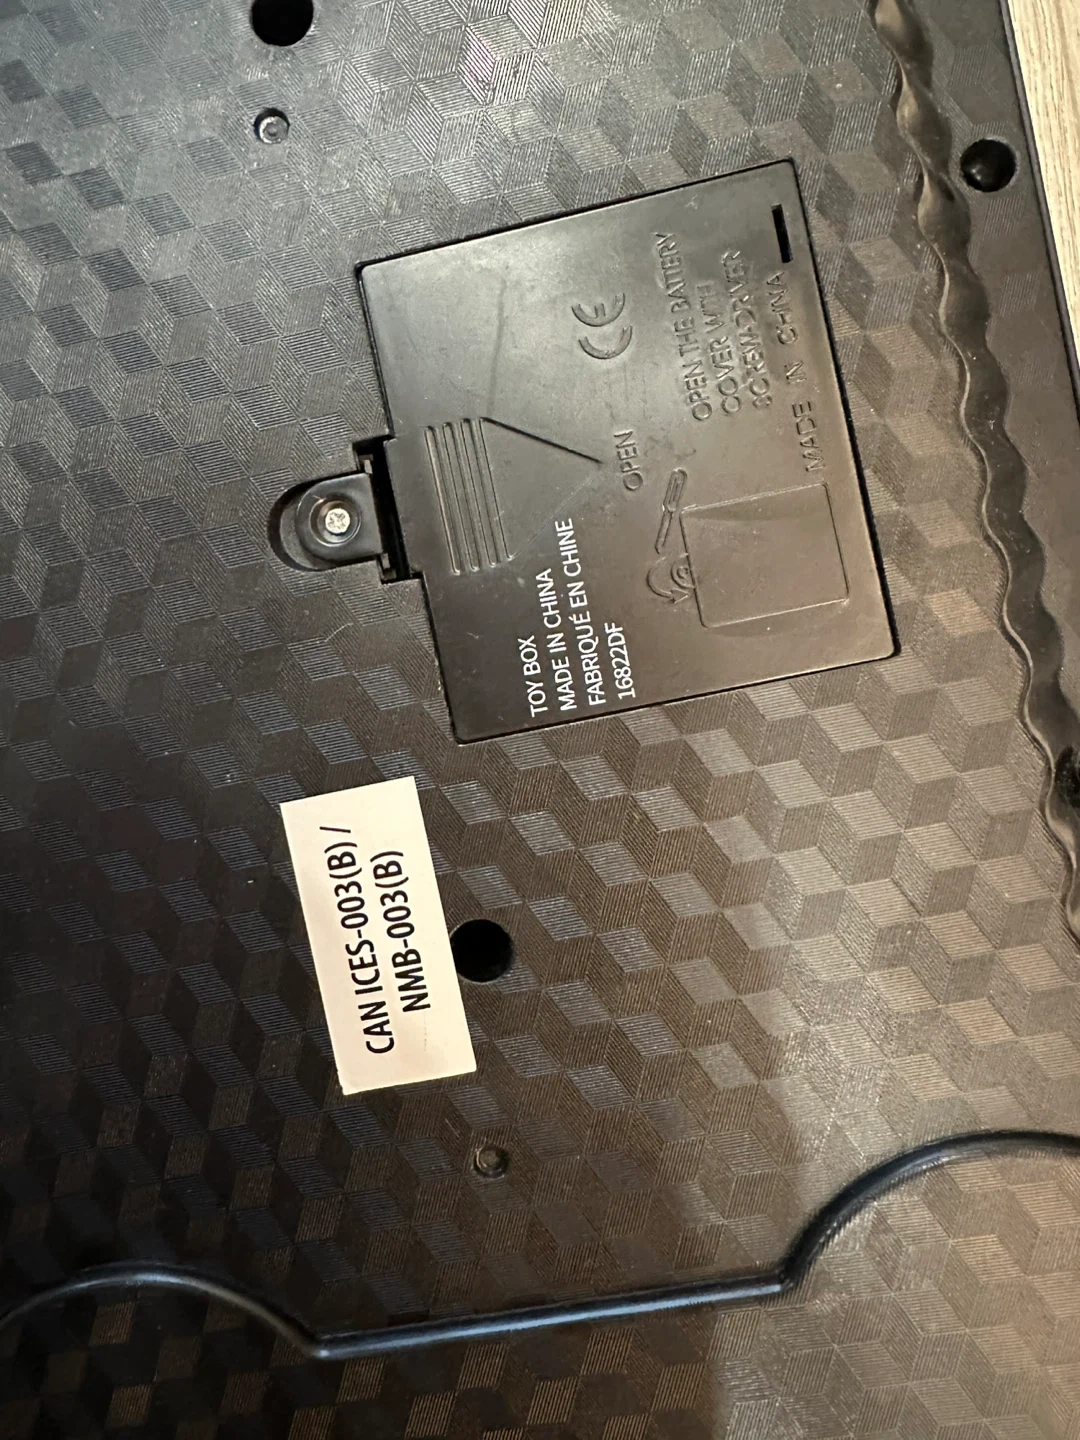 CE
OPEN
OPEN THE BATTERY
COVER WITH
SCREWADRIVER
MADE IN CHINA
TOY BOX
MADE IN CHINA
FABRIQUÉ EN CHINE
16822DF
CAN ICES-003(B) /
NMB-003(B)